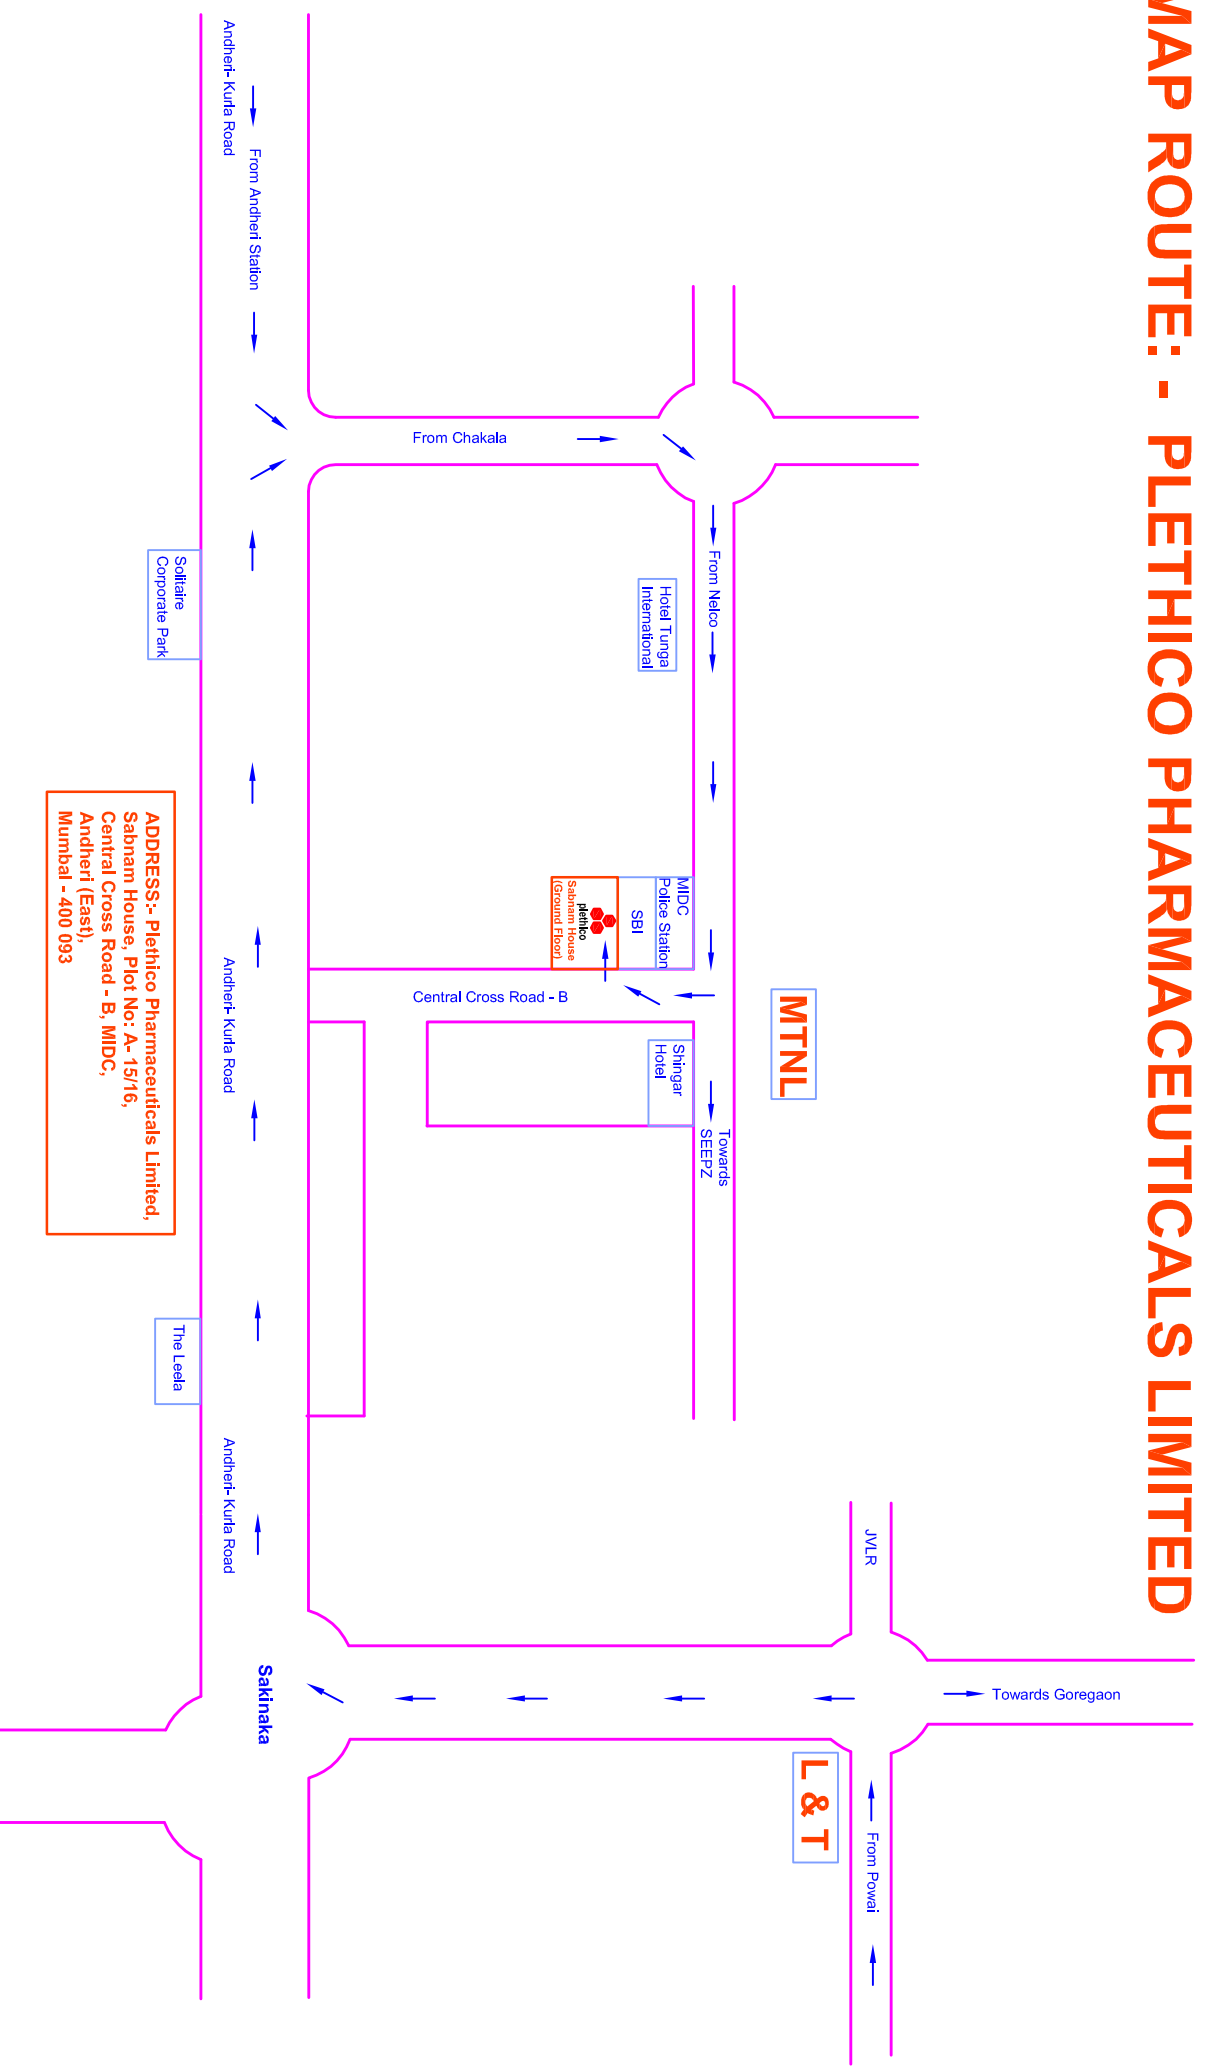 MAP ROUTE: - PLETHICO PHARMACEUTICALS LIMITED
Towards Goregaon
JVLR
From Powai
L & T
MTNL
From Nelco
Towards
SEEPZ
Hotel Tunga
International
MIDC
Police Station
SBI
plethico
Sabnam House
(Ground Floor)
Shingar
Hotel
From Chakala
Central Cross Road - B
From Andheri Station
Andheri- Kurla Road
Andheri- Kurla Road
Andheri- Kurla Road
Sakinaka
Solitaire
Corporate Park
The Leela
ADDRESS:- Plethico Pharmaceuticals Limited,
Sabnam House, Plot No: A- 15/16,
Central Cross Road - B, MIDC,
Andheri (East),
Mumbai - 400 093